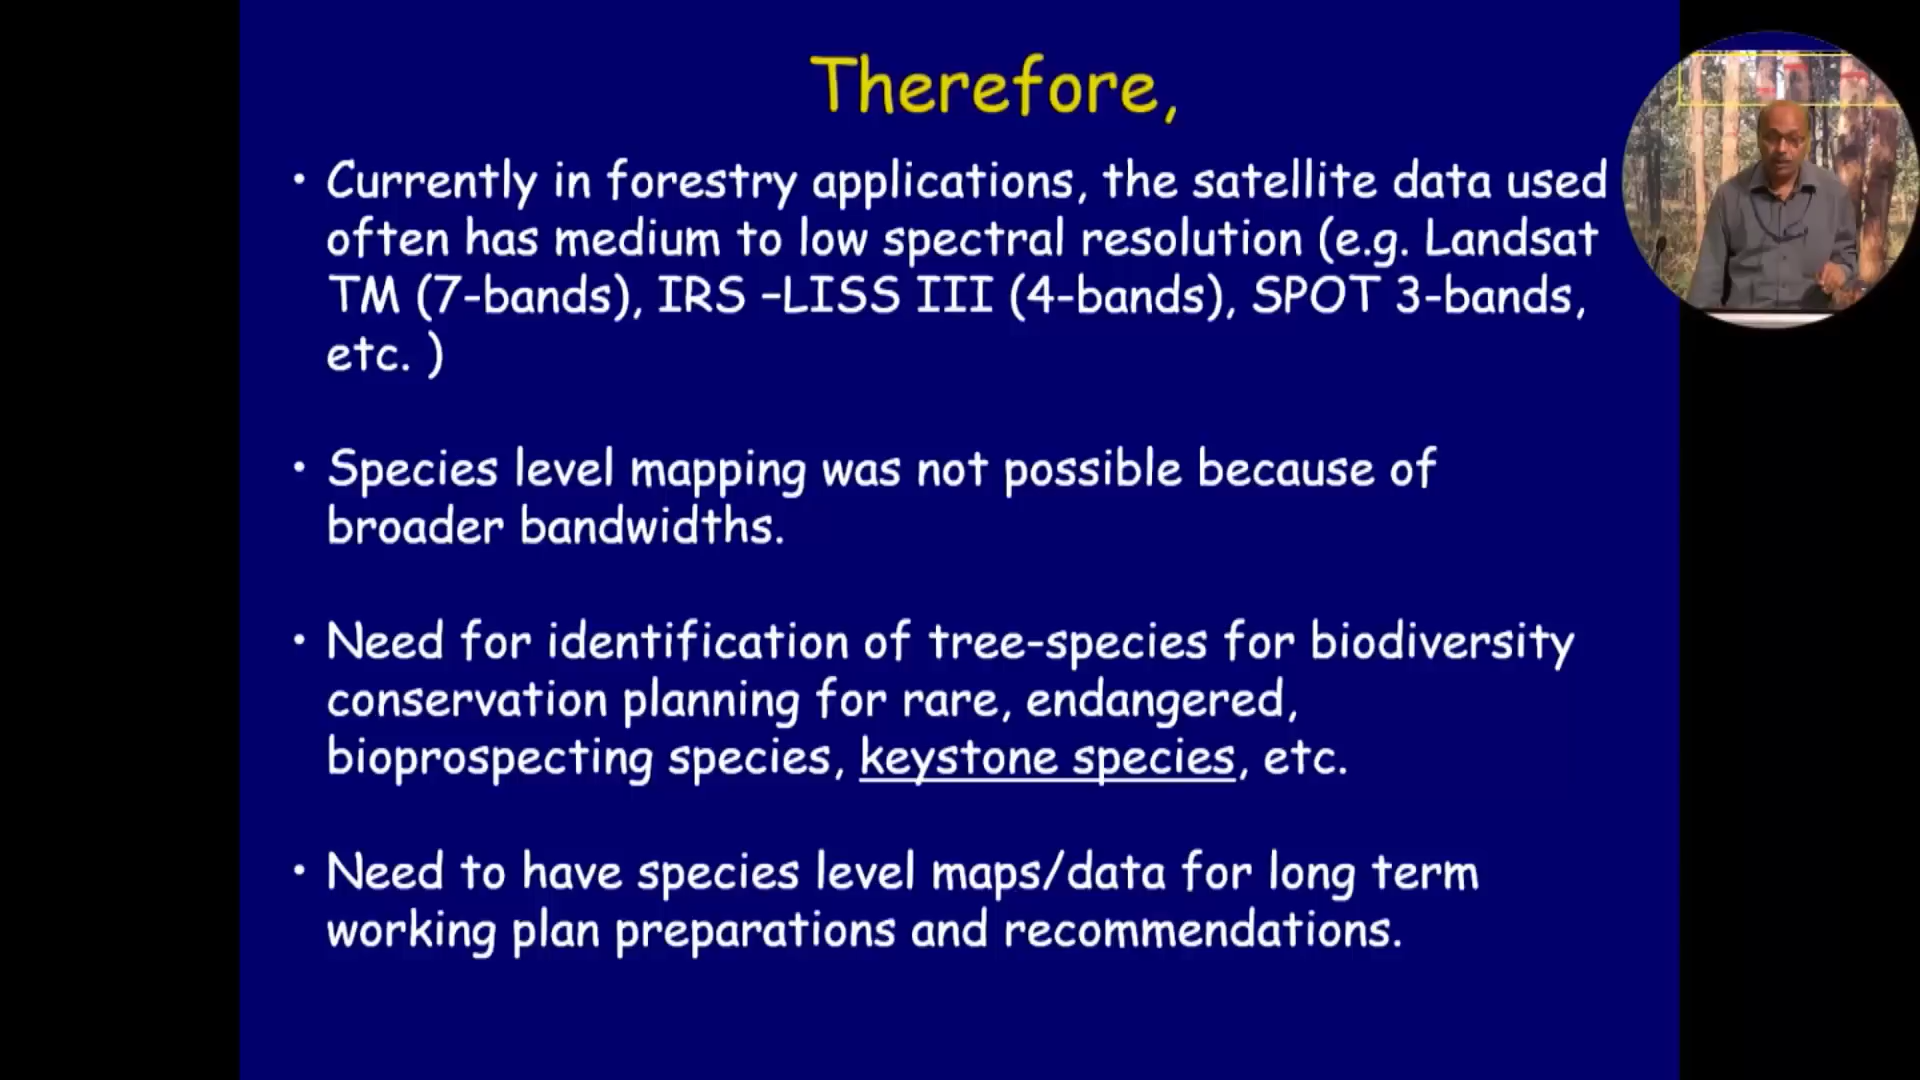 Therefore,
• Currently in forestry applications, the satellite data used
often has medium to low spectral resolution (e.g. Landsat
TM (7-bands), IRS –LISS III (4-bands), SPOT 3-bands,
etc. )
• Species level mapping was not possible because of
broader bandwidths.
• Need for identification of tree-species for biodiversity
conservation planning for rare, endangered,
bioprospecting species, keystone species, etc.
• Need to have species level maps/data for long term
working plan preparations and recommendations.